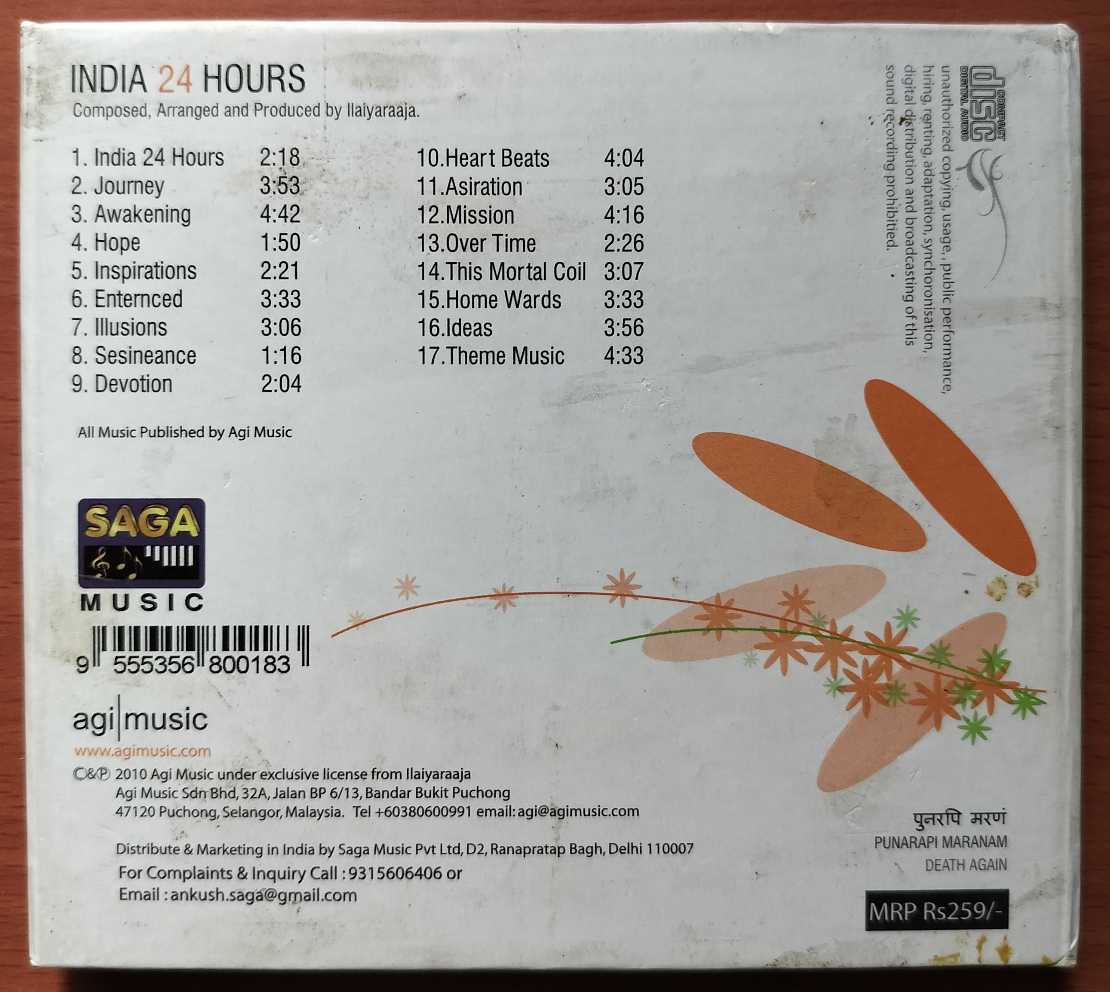 INDIA 24 HOURS
Composed, Arranged and Produced by Ilaiyaraaja.
1. India 24 Hours 2:18
2. Journey 3:53
3. Awakening 4:42
4. Hope 1:50
5. Inspirations 2:21
6. Enternced 3:33
7. Illusions 3:06
8. Sesineance 1:16
9. Devotion 2:04
10.Heart Beats 4:04
11.Asiration 3:05
12.Mission 4:16
13.Over Time 2:26
14.This Mortal Coil 3:07
15.Home Wards 3:33
16.Ideas 3:56
17.Theme Music 4:33
COMPACT
disc
DIGITAL AUDIO
unauthorized copying, usage,, public performance,
hiring, renting, adaptation, synchoronisation,
digital distribution and broadcasting of this
sound recording prohibitied.
All Music Published by Agi Music
SAGA
MUSIC
9 555356 800183
agi|music
www.agimusic.com
©&℗ 2010 Agi Music under exclusive license from Ilaiyaraaja
Agi Music Sdn Bhd, 32A, Jalan BP 6/13, Bandar Bukit Puchong
47120 Puchong, Selangor, Malaysia. Tel +60380600991 email: agi@agimusic.com
Distribute & Marketing in India by Saga Music Pvt Ltd, D2, Ranapratap Bagh, Delhi 110007
For Complaints & Inquiry Call : 9315606406 or
Email : ankush.saga@gmail.com
पुनरपि मरणं
PUNARAPI MARANAM
DEATH AGAIN
MRP Rs259/-